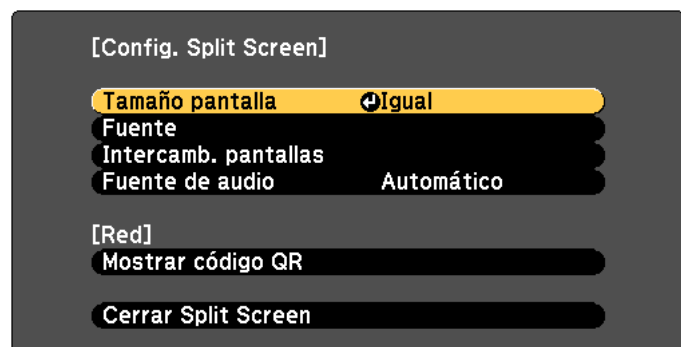 [Config. Split Screen]
Tamaño pantalla Igual
Fuente
Intercamb. pantallas
Fuente de audio Automático
[Red]
Mostrar código QR
Cerrar Split Screen